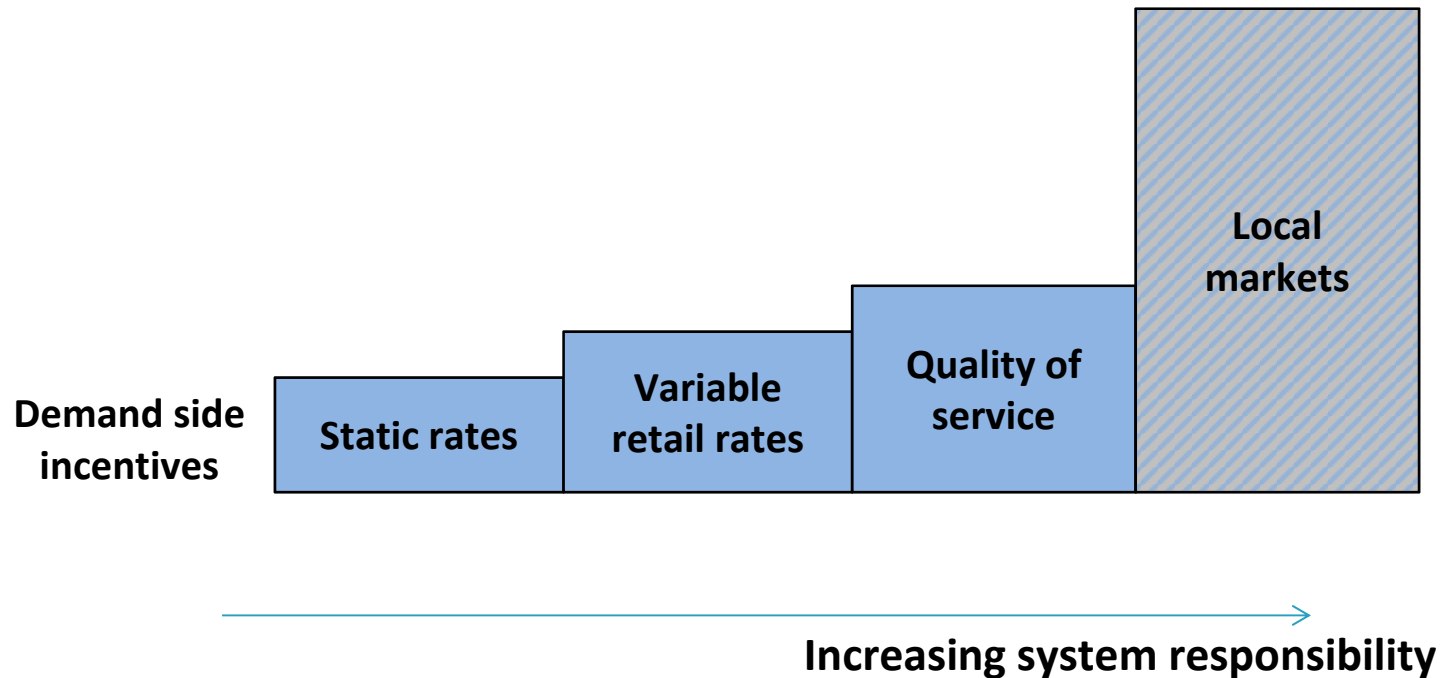 Demand side
incentives
Static rates
Variable
retail rates
Quality of
service
Local
markets
Increasing system responsibility